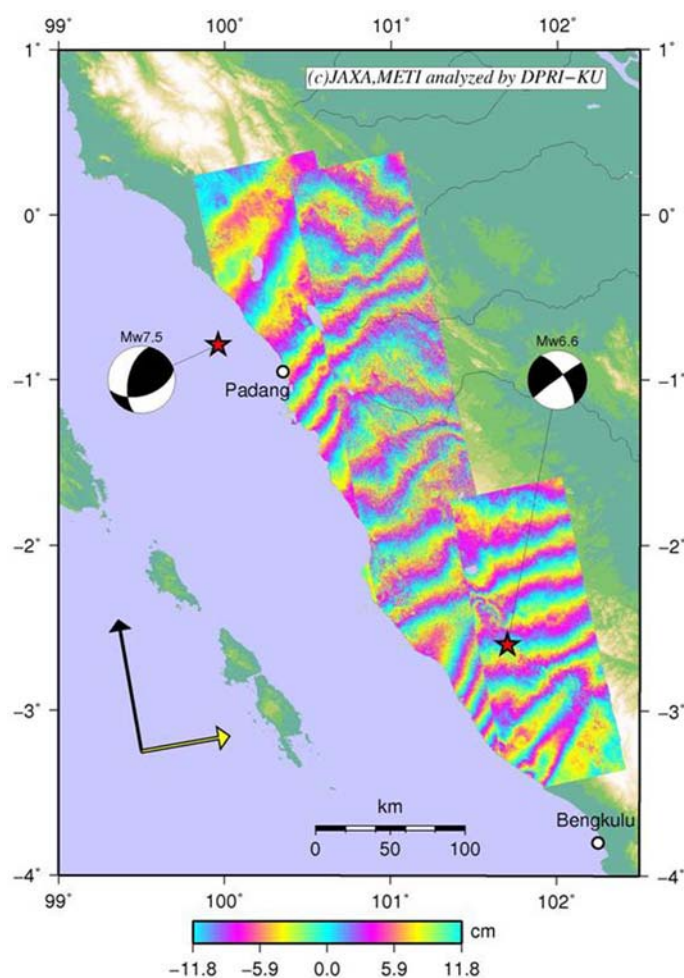 99° 100° 101° 102°
1° 1°
(c)JAXA,METI analyzed by DPRI−KU
0° 0°
Mw7.5 Mw6.6
−1° −1°
Padang
−2° −2°
−3° −3°
km
0 50 100
Bengkulu
−4° −4°
99° 100° 101° 102°
cm
−11.8 −5.9 0.0 5.9 11.8